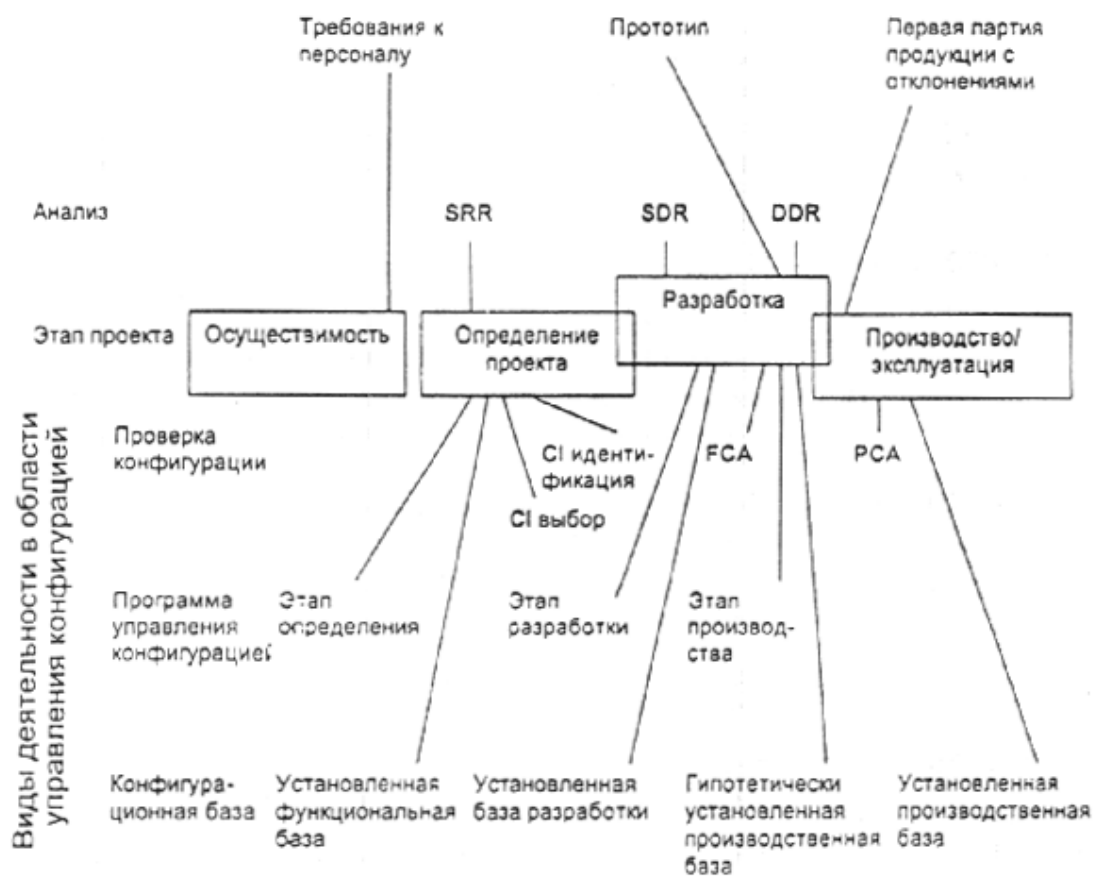 Требования к
персоналу
Прототип
Первая партия
продукции с
отклонениями
Анализ
SRR
SDR
DDR
Этап проекта
Осуществимость
Определение
проекта
Разработка
Производство/
эксплуатация
Виды деятельности в области
управления конфигурацией
Проверка
конфигурации
CI иденти-
фикация
CI выбор
FCA
PCA
Программа
управления
конфигурацией
Этап
определения
Этап
разработки
Этап
производ-
ства
Конфигура-
ционная база
Установленная
функциональная
база
Установленная
база разработки
Гипотетически
установленная
производственная
база
Установленная
производственная
база